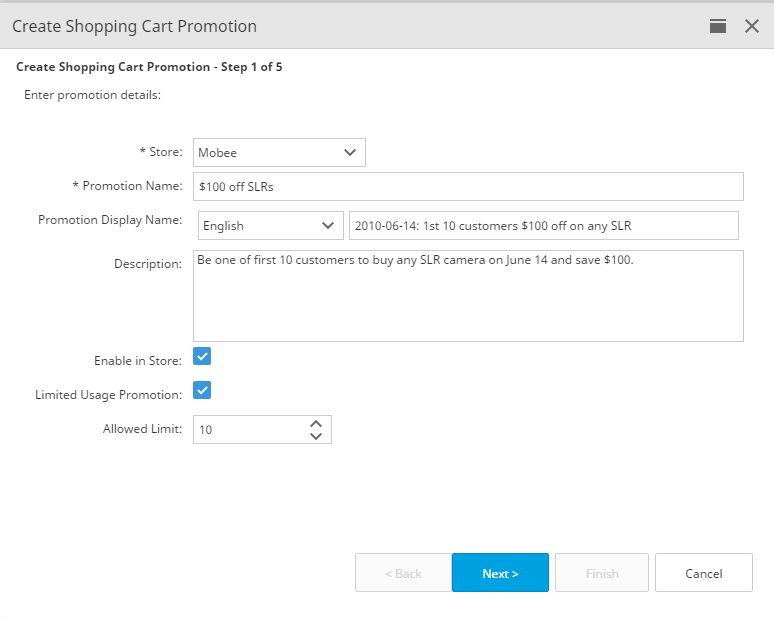 Create Shopping Cart Promotion
Create Shopping Cart Promotion - Step 1 of 5
Enter promotion details:
* Store: Mobee
* Promotion Name: $100 off SLRs
Promotion Display Name: English 2010-06-14: 1st 10 customers $100 off on any SLR
Description: Be one of first 10 customers to buy any SLR camera on June 14 and save $100.
Enable in Store:
Limited Usage Promotion:
Allowed Limit: 10
< Back Next > Finish Cancel